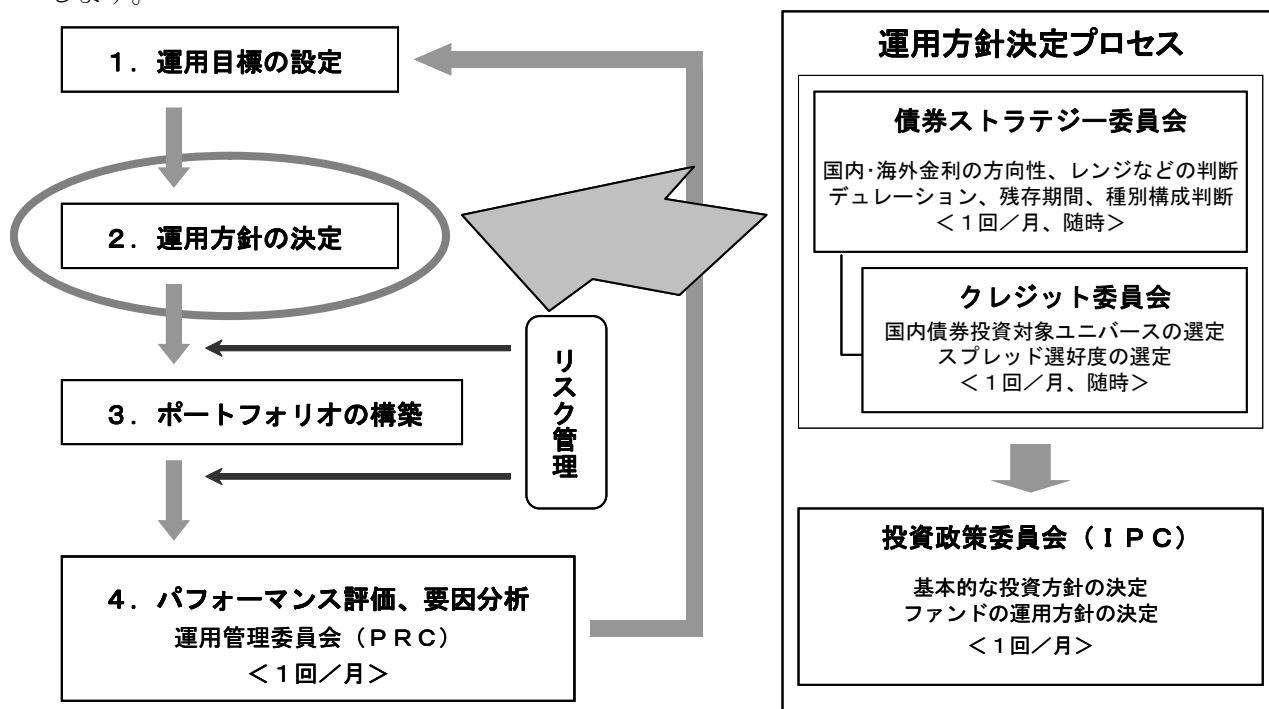 します。
１．運用目標の設定
２．運用方針の決定
３．ポートフォリオの構築
リスク管理
４．パフォーマンス評価、要因分析
運用管理委員会（ＰＲＣ）
＜１回／月＞
運用方針決定プロセス
債券ストラテジー委員会
国内･海外金利の方向性、レンジなどの判断
デュレーション、残存期間、種別構成判断
＜１回／月、随時＞
クレジット委員会
国内債券投資対象ユニバースの選定
スプレッド選好度の選定
＜１回／月、随時＞
投資政策委員会（ＩＰＣ）
基本的な投資方針の決定
ファンドの運用方針の決定
＜１回／月＞